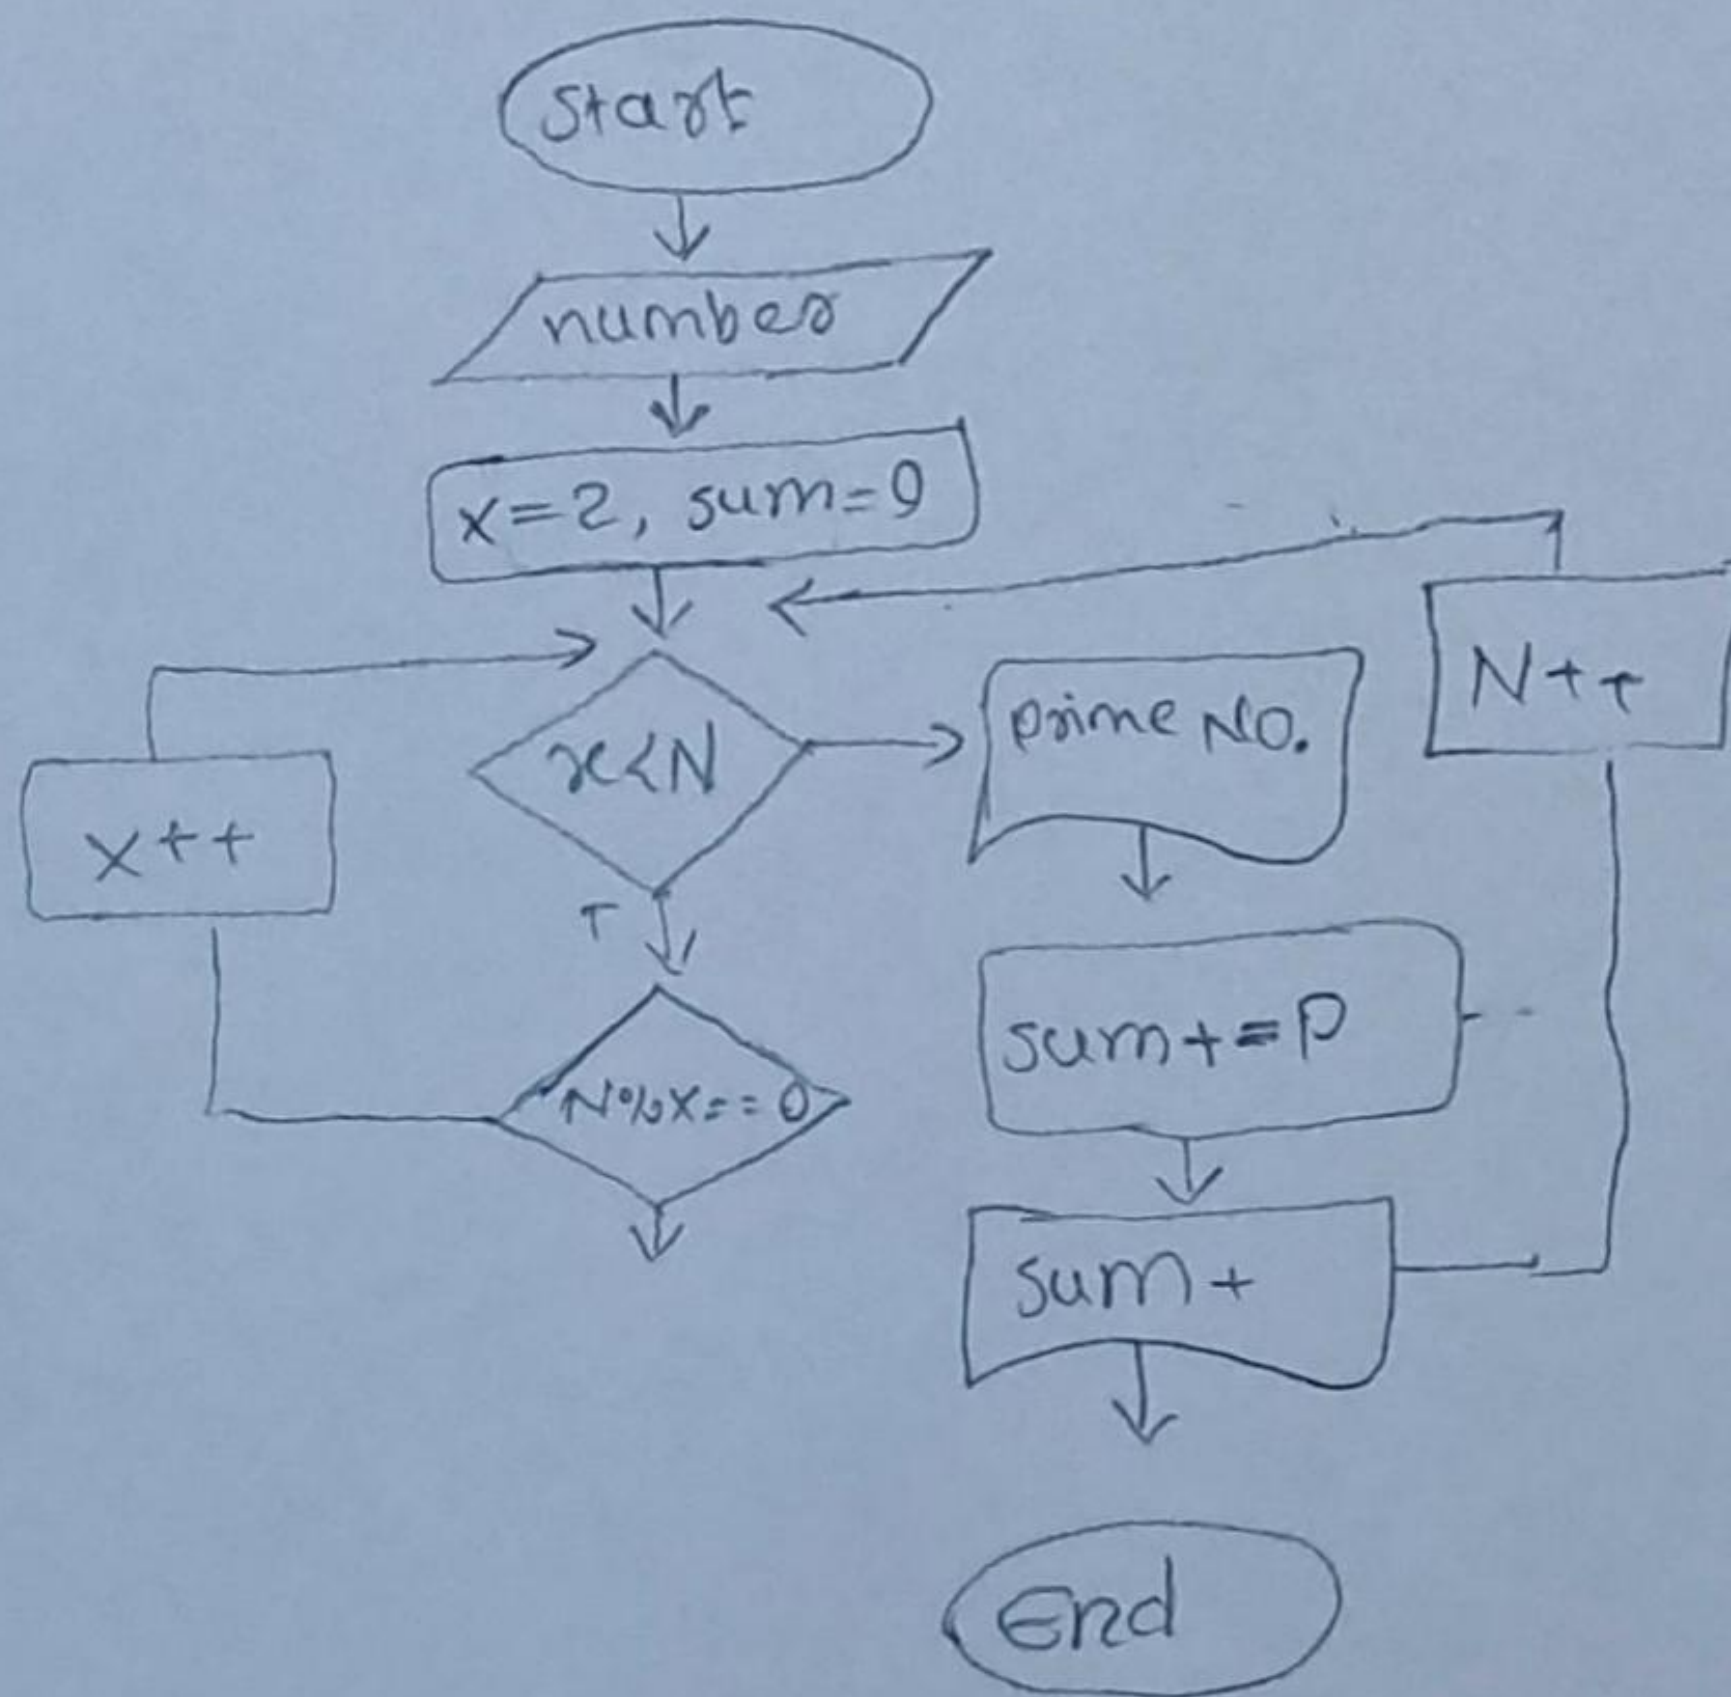 Start
number
x=2, sum=0
x<N
prime No.
N++
x++
T
sum+=P
N%x==0
sum+
End